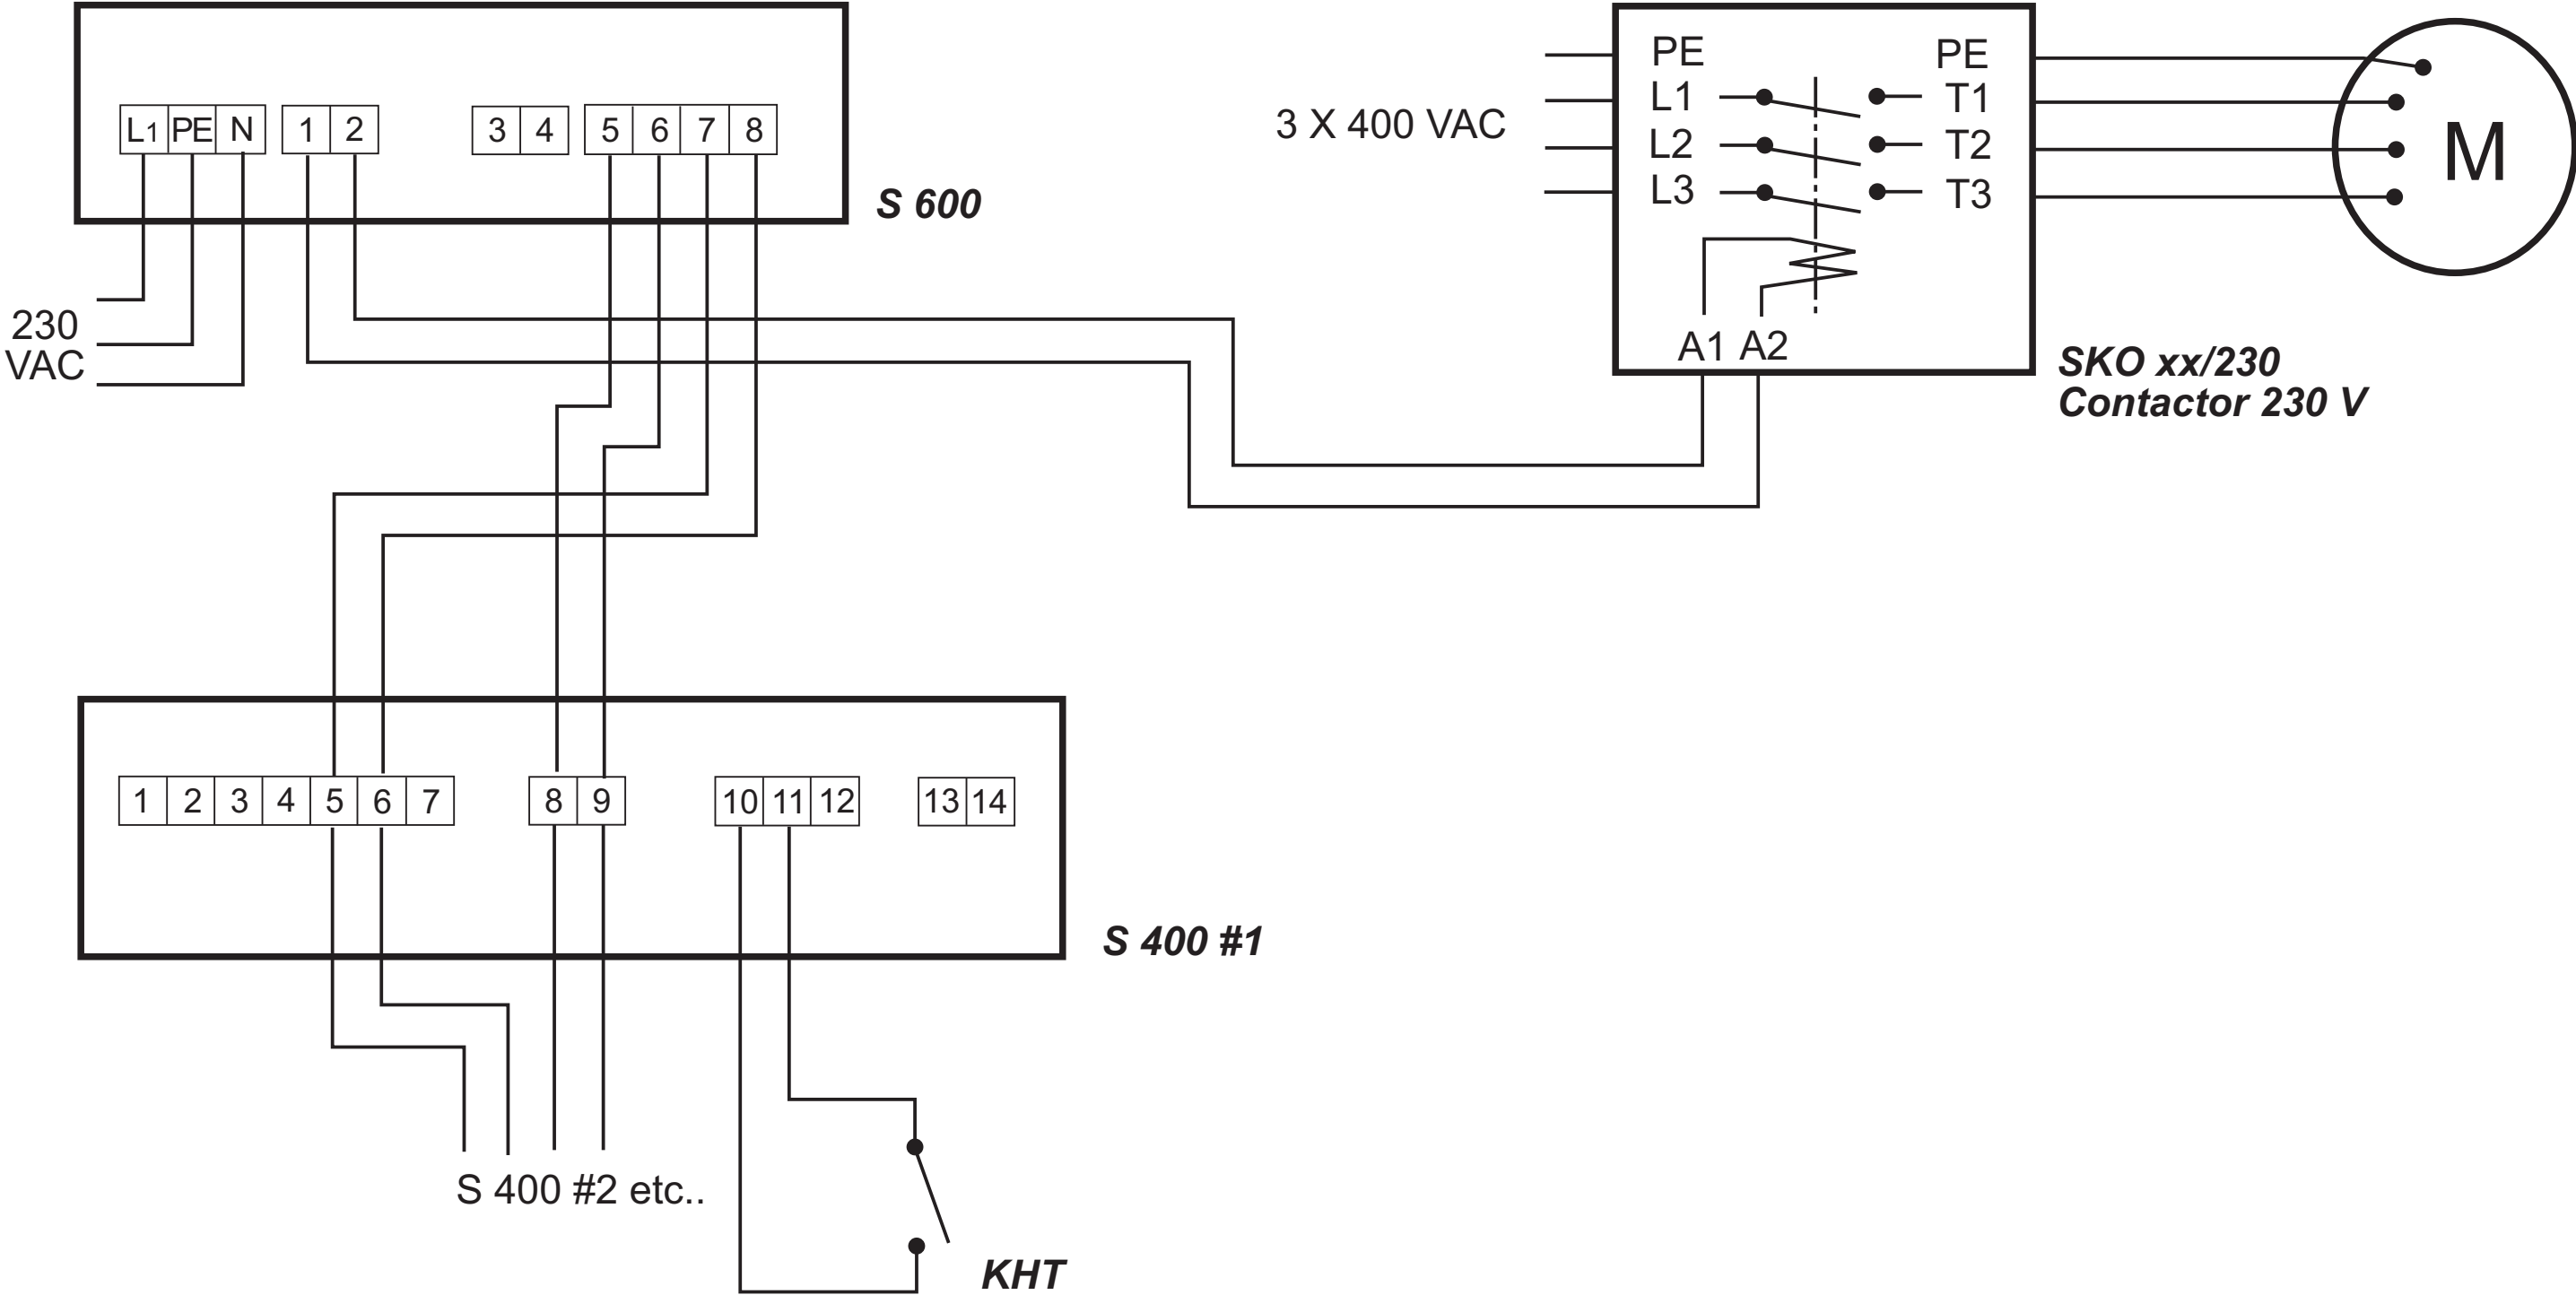 L1 PE N 1 2 3 4 5 6 7 8
S 600
230
VAC
3 X 400 VAC
PE PE
L1 T1
L2 T2
L3 T3
A1 A2
M
SKO xx/230
Contactor 230 V
1 2 3 4 5 6 7 8 9 10 11 12 13 14
S 400 #1
S 400 #2 etc..
KHT